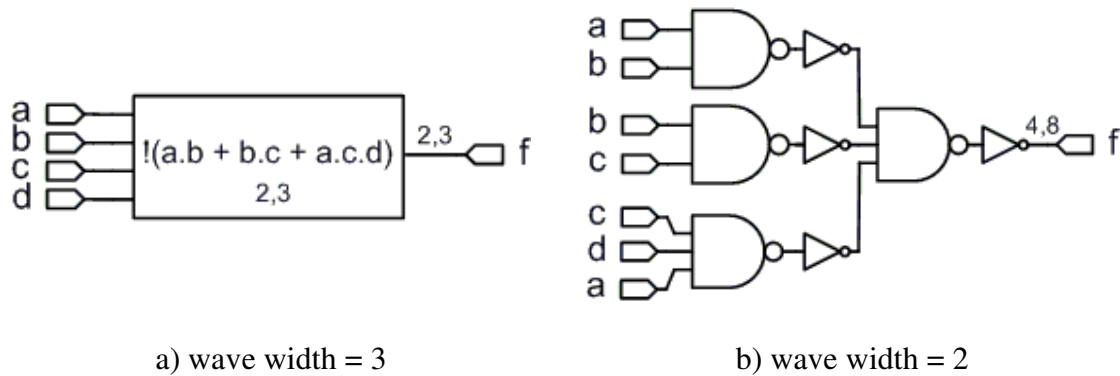 a
b
c
d
!(a.b + b.c + a.c.d)
2,3
2,3
f
a
b
b
c
c
d
a
4,8
f
a) wave width = 3
b) wave width = 2